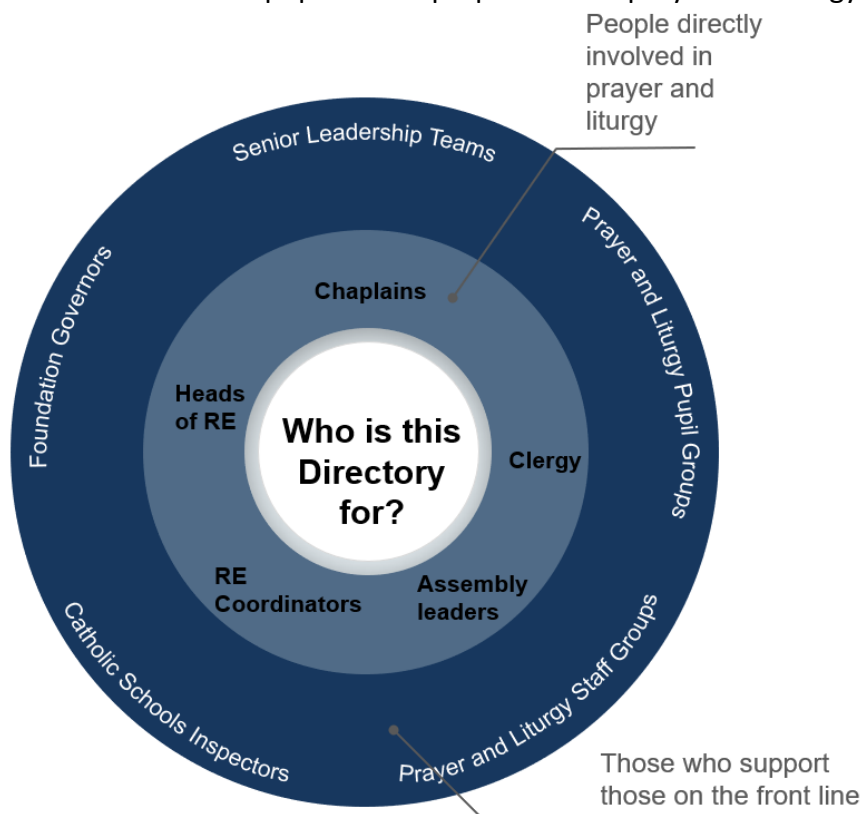 People directly
involved in
prayer and
liturgy
Senior Leadership Teams
Prayer and Liturgy Pupil Groups
Foundation Governors
Chaplains
Heads
of RE
Who is this
Directory
for?
Clergy
RE
Coordinators
Assembly
leaders
Catholic Schools Inspectors
Prayer and Liturgy Staff Groups
Those who support
those on the front line